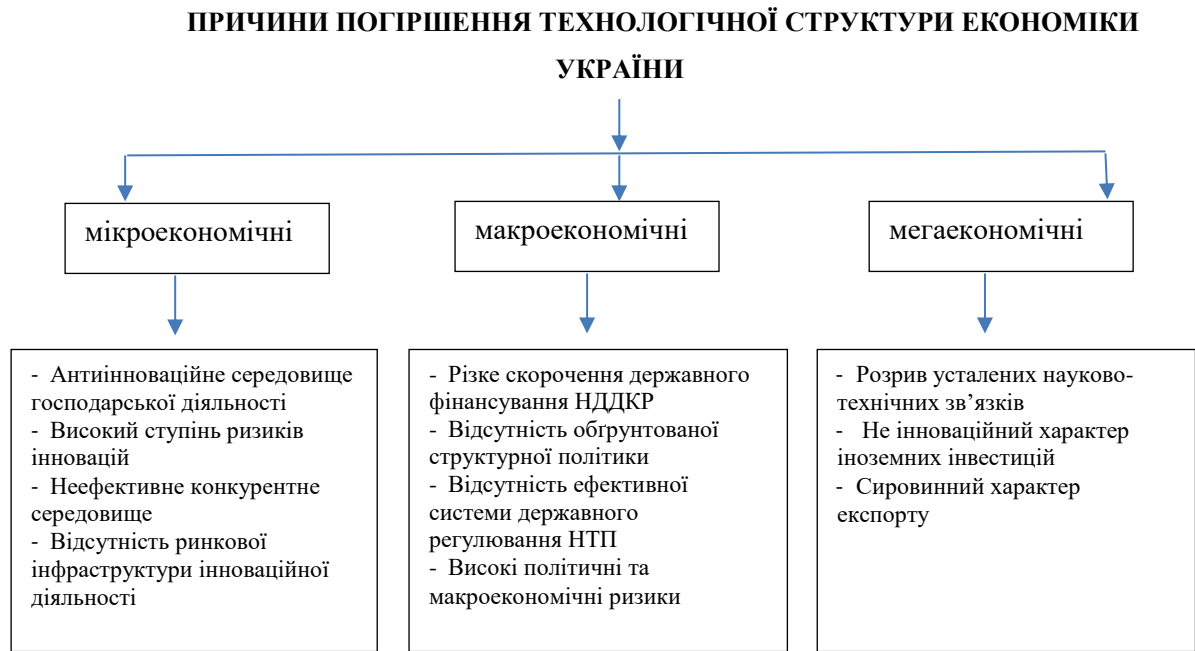 ПРИЧИНИ ПОГІРШЕННЯ ТЕХНОЛОГІЧНОЇ СТРУКТУРИ ЕКОНОМІКИ
УКРАЇНИ
мікроекономічні
макроекономічні
мегаекономічні
- Антиінноваційне середовище
господарської діяльності
- Високий ступінь ризиків
інновацій
- Неефективне конкурентне
середовище
- Відсутність ринкової
інфраструктури інноваційної
діяльності
- Різке скорочення державного
фінансування НДДКР
- Відсутність обґрунтованої
структурної політики
- Відсутність ефективної
системи державного
регулювання НТП
- Високі політичні та
макроекономічні ризики
- Розрив усталених науково-
технічних зв’язків
- Не інноваційний характер
іноземних інвестицій
- Сировинний характер
експорту